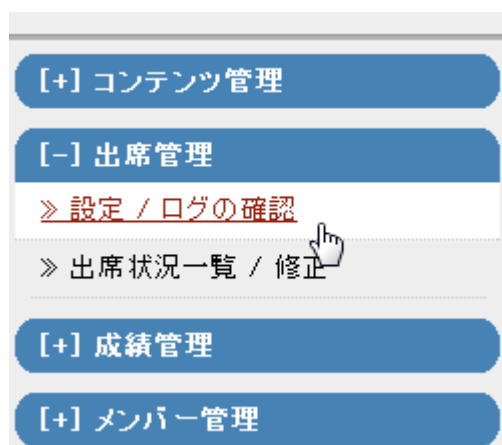 [+] コンテンツ管理
[-] 出席管理
≫ 設定 / ログの確認
≫ 出席状況一覧 / 修正
[+] 成績管理
[+] メンバー管理